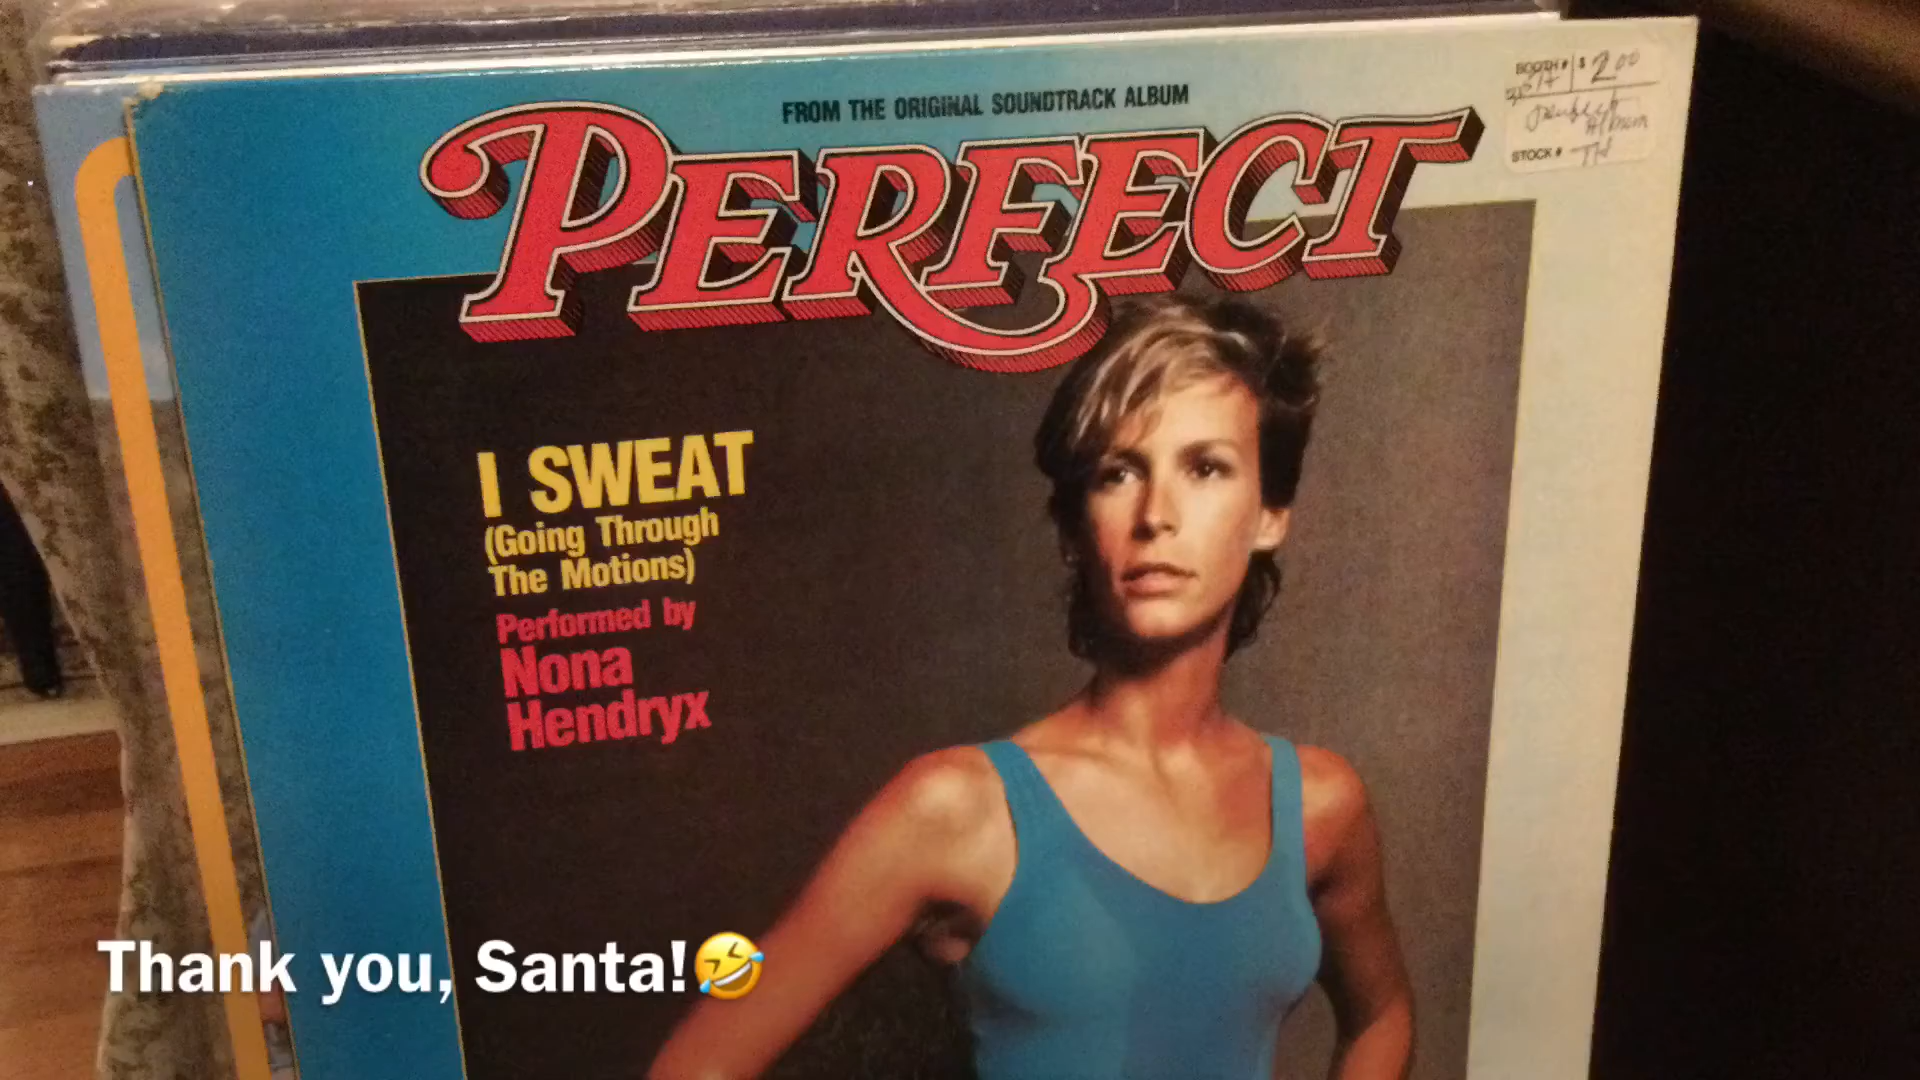 FROM THE ORIGINAL SOUNDTRACK ALBUM
PERFECT
BOOTH # $ 2.00
Album
STOCK #
I SWEAT
(Going Through
The Motions)
Performed by
Nona
Hendryx
Thank you, Santa!🤣